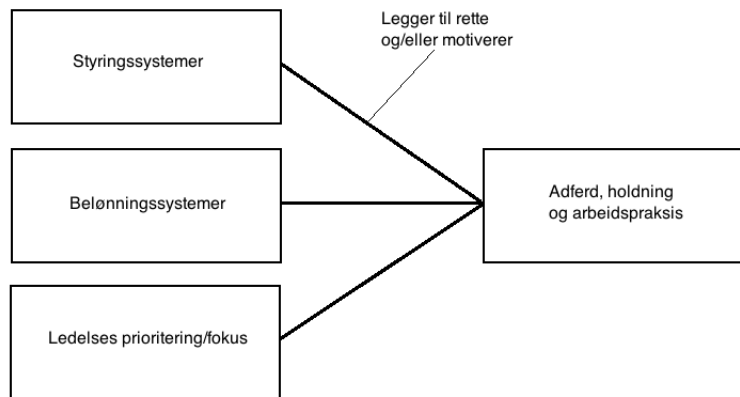 Styringssystemer
Legger til rette
og/eller motiverer
Belønningssystemer
Adferd, holdning
og arbeidspraksis
Ledelses prioritering/fokus